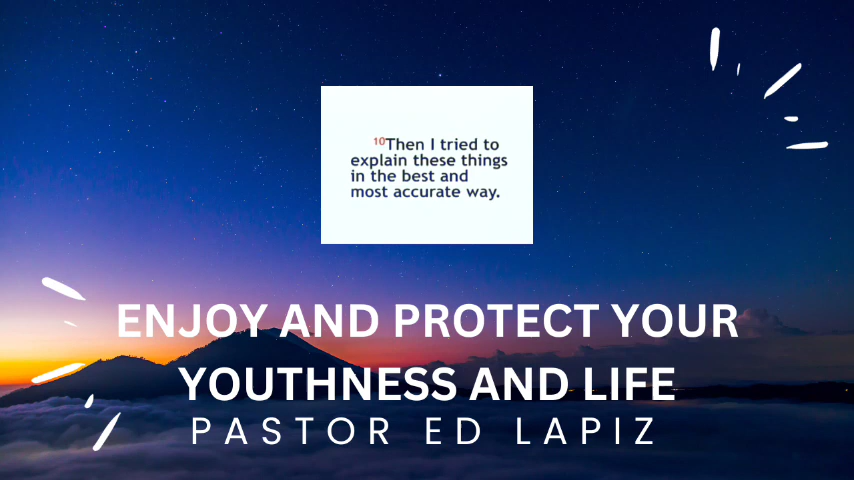 10Then I tried to
explain these things
in the best and
most accurate way.
ENJOY AND PROTECT YOUR
YOUTHNESS AND LIFE
PASTOR ED LAPIZ